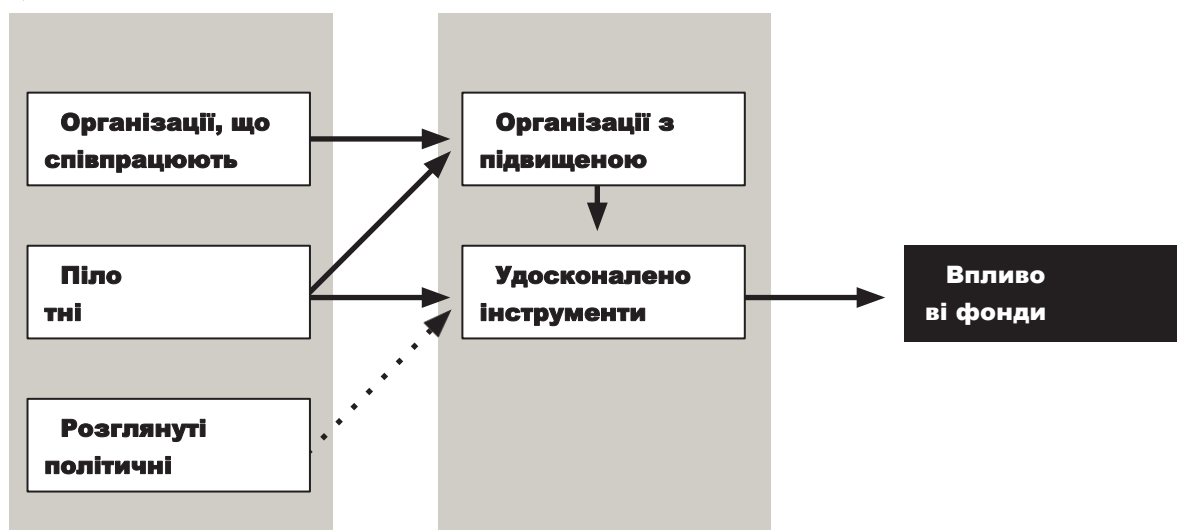 Організації, що
співпрацюють
Піло
тні
Розглянуті
політичні
Організації з
підвищеною
Удосконалено
інструменти
Впливо
ві фонди